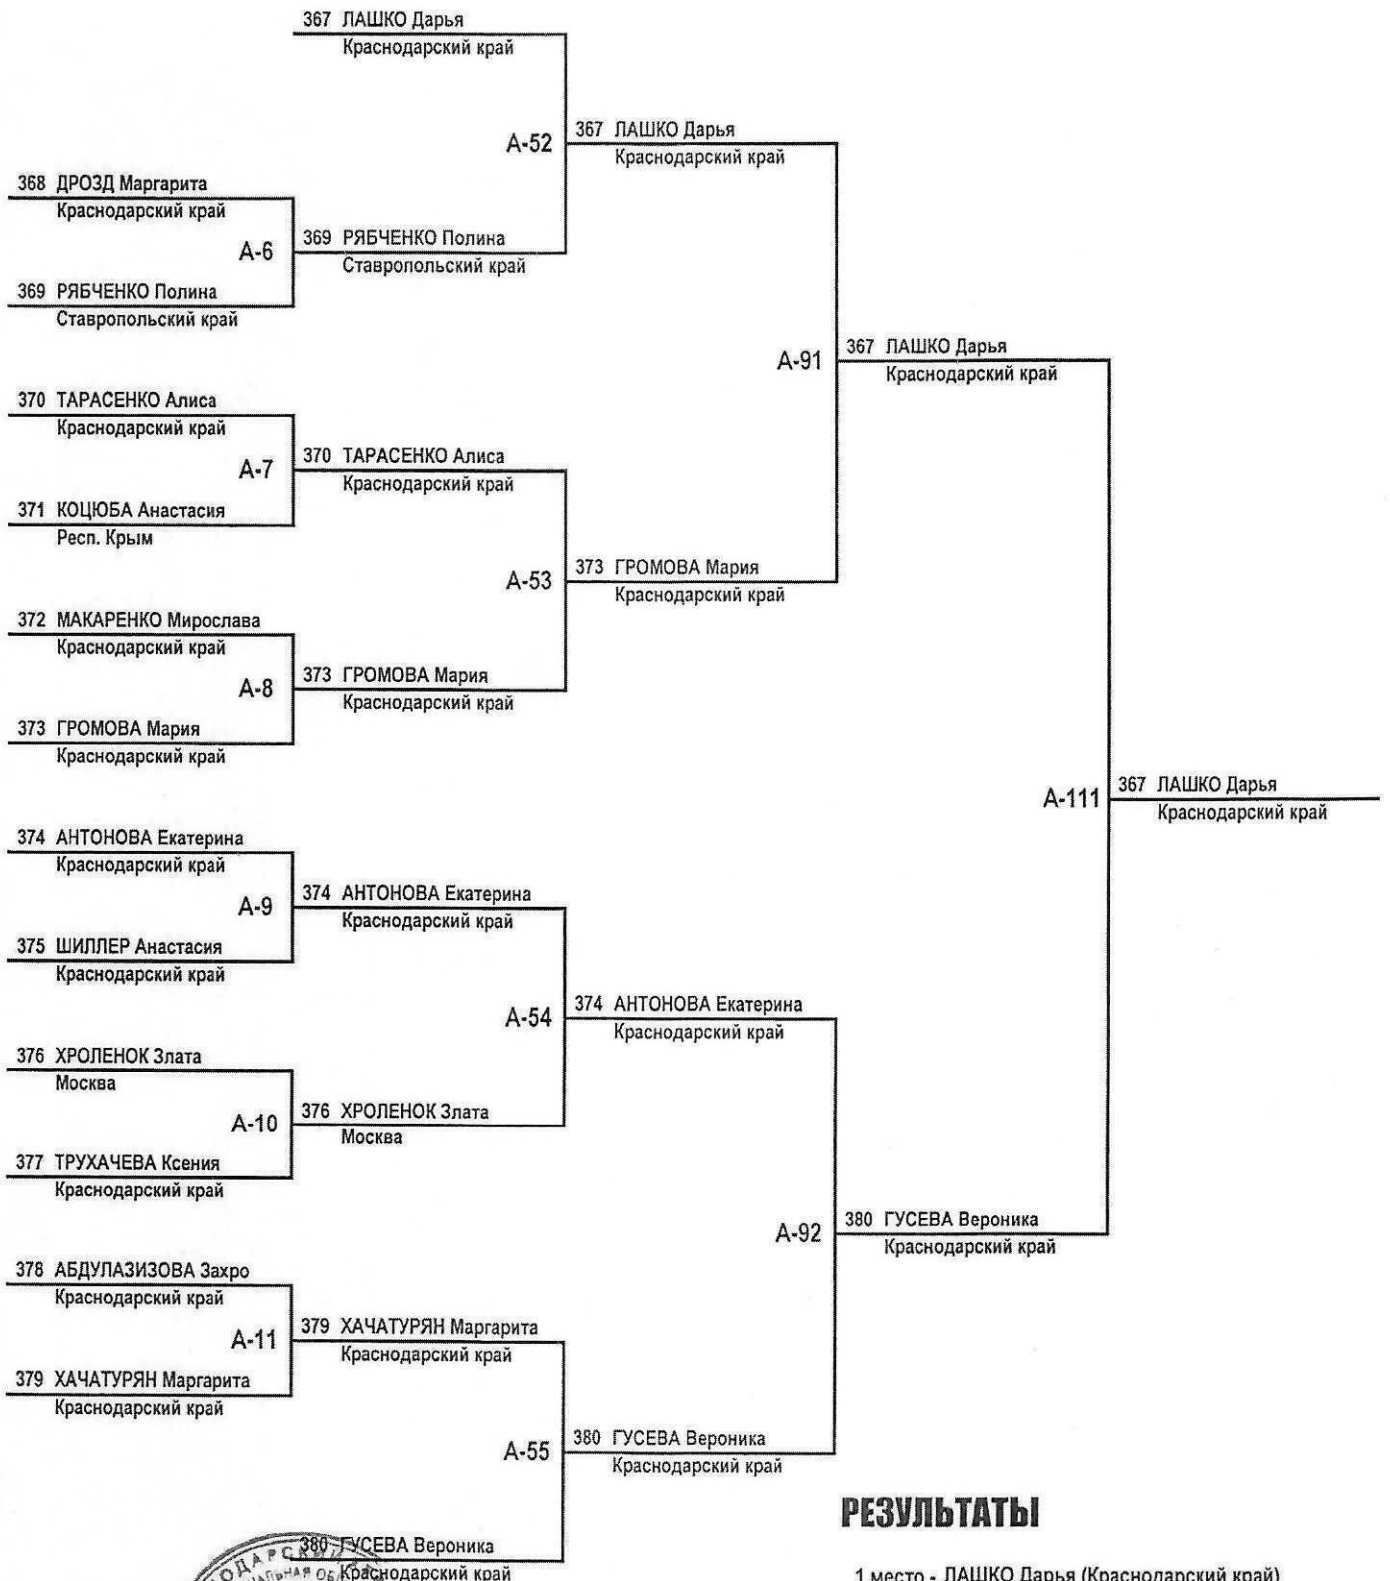 367 ЛАШКО Дарья
Краснодарский край
А-52
367 ЛАШКО Дарья
Краснодарский край
368 ДРОЗД Маргарита
Краснодарский край
А-6
369 РЯБЧЕНКО Полина
Ставропольский край
369 РЯБЧЕНКО Полина
Ставропольский край
А-91
367 ЛАШКО Дарья
Краснодарский край
370 ТАРАСЕНКО Алиса
Краснодарский край
А-7
370 ТАРАСЕНКО Алиса
Краснодарский край
371 КОЦЮБА Анастасия
Респ. Крым
А-53
373 ГРОМОВА Мария
Краснодарский край
372 МАКАРЕНКО Мирослава
Краснодарский край
А-8
373 ГРОМОВА Мария
Краснодарский край
373 ГРОМОВА Мария
Краснодарский край
А-111
367 ЛАШКО Дарья
Краснодарский край
374 АНТОНОВА Екатерина
Краснодарский край
А-9
374 АНТОНОВА Екатерина
Краснодарский край
375 ШИЛЛЕР Анастасия
Краснодарский край
А-54
374 АНТОНОВА Екатерина
Краснодарский край
376 ХРОЛЕНОК Злата
Москва
А-10
376 ХРОЛЕНОК Злата
Москва
377 ТРУХАЧЕВА Ксения
Краснодарский край
А-92
380 ГУСЕВА Вероника
Краснодарский край
378 АБДУЛАЗИЗОВА Захро
Краснодарский край
А-11
379 ХАЧАТУРЯН Маргарита
Краснодарский край
379 ХАЧАТУРЯН Маргарита
Краснодарский край
А-55
380 ГУСЕВА Вероника
Краснодарский край
380 ГУСЕВА Вероника
Краснодарский край
РЕЗУЛЬТАТЫ
1 место - ЛАШКО Дарья (Краснодарский край)